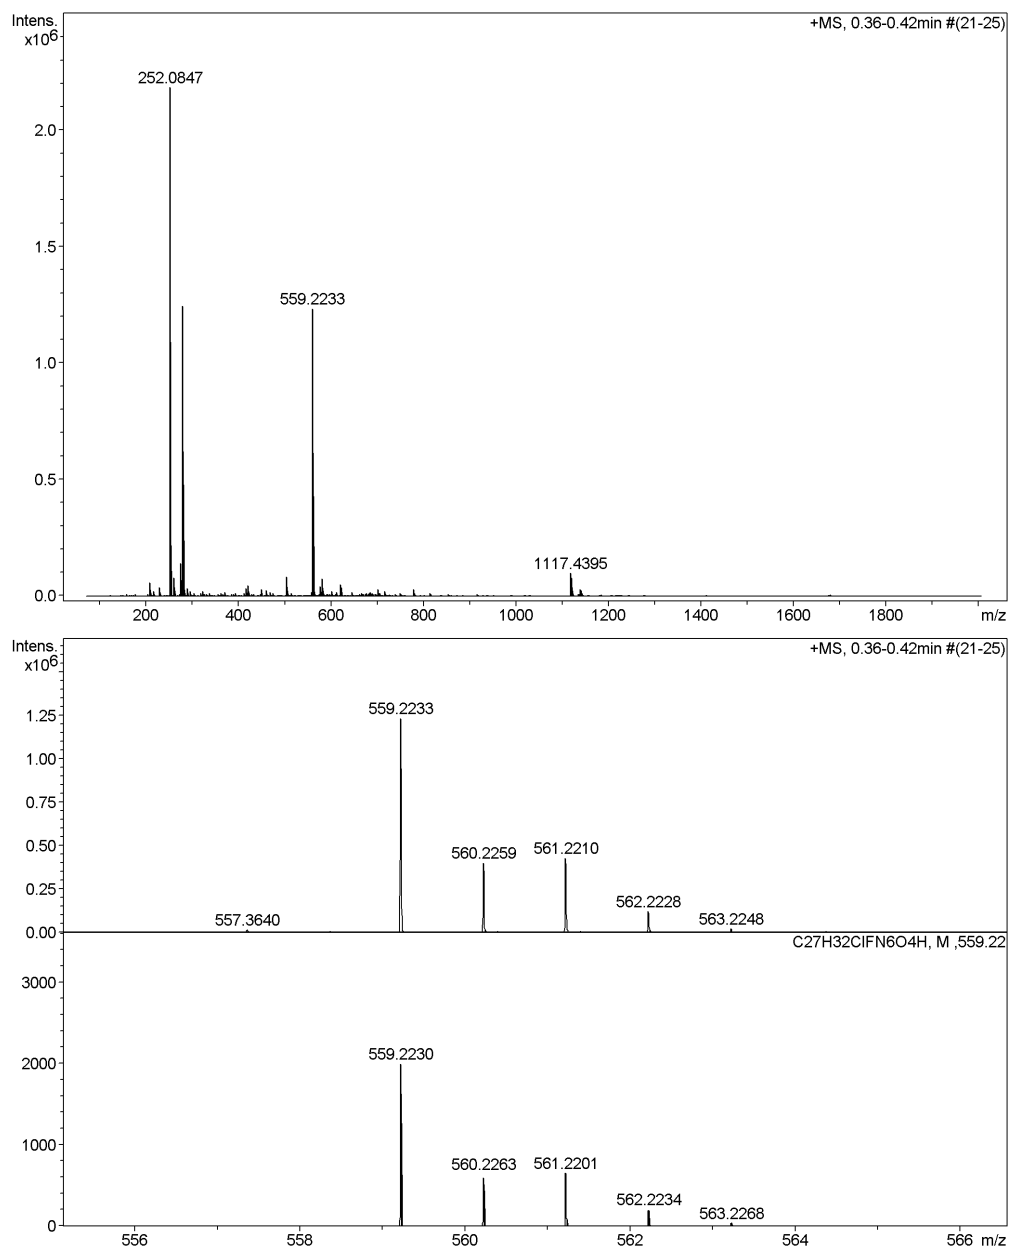 Intens.
x10^6
+MS, 0.36-0.42min #(21-25)
252.0847
2.0
1.5
559.2233
1.0
0.5
1117.4395
0.0
200 400 600 800 1000 1200 1400 1600 1800 m/z
Intens.
x10^6
+MS, 0.36-0.42min #(21-25)
559.2233
1.25
1.00
0.75
0.50
560.2259 561.2210
0.25
562.2228
557.3640 563.2248
0.00
C27H32ClFN6O4H, M ,559.22
3000
559.2230
2000
1000
560.2263 561.2201
562.2234
563.2268
0
556 558 560 562 564 566 m/z